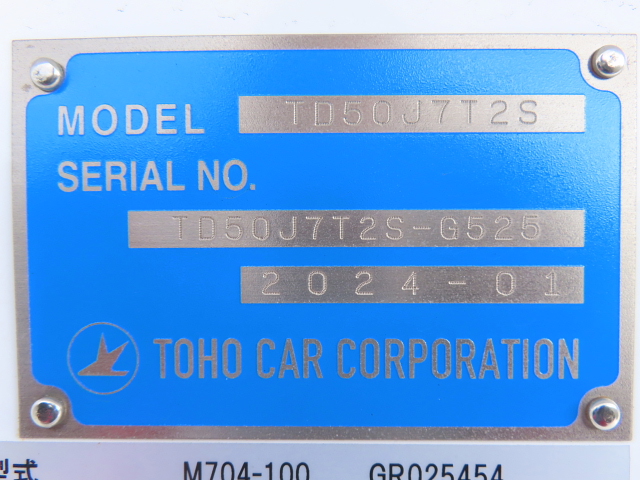 MODEL TD50J7T2S
SERIAL NO.
TD50J7T2S-G525
2024-01
TOHO CAR CORPORATION
型式 M704-100 GR025454